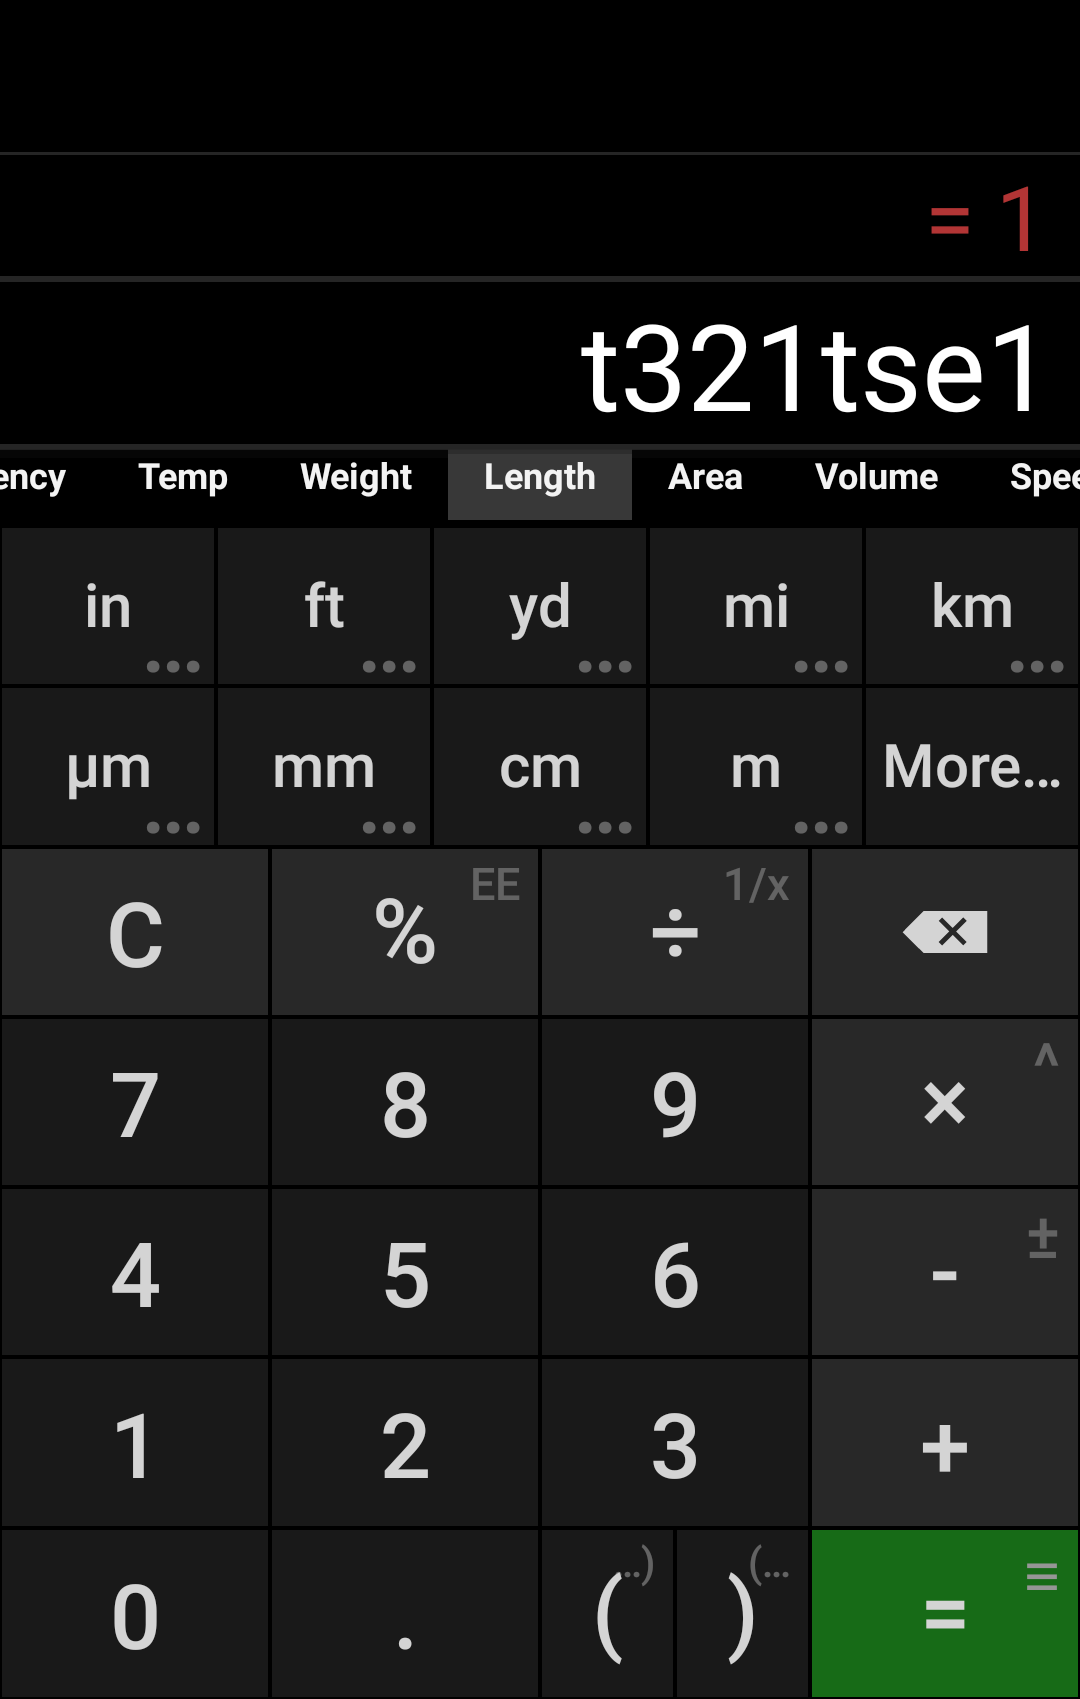 = 1
t321tse1
ency Temp Weight Length Area Volume Spee
in ft yd mi km
µm mm cm m More...
C % EE ÷ 1/x
7 8 9 × ^
4 5 6 - ±
1 2 3 +
0 . ( ..) ) (... =